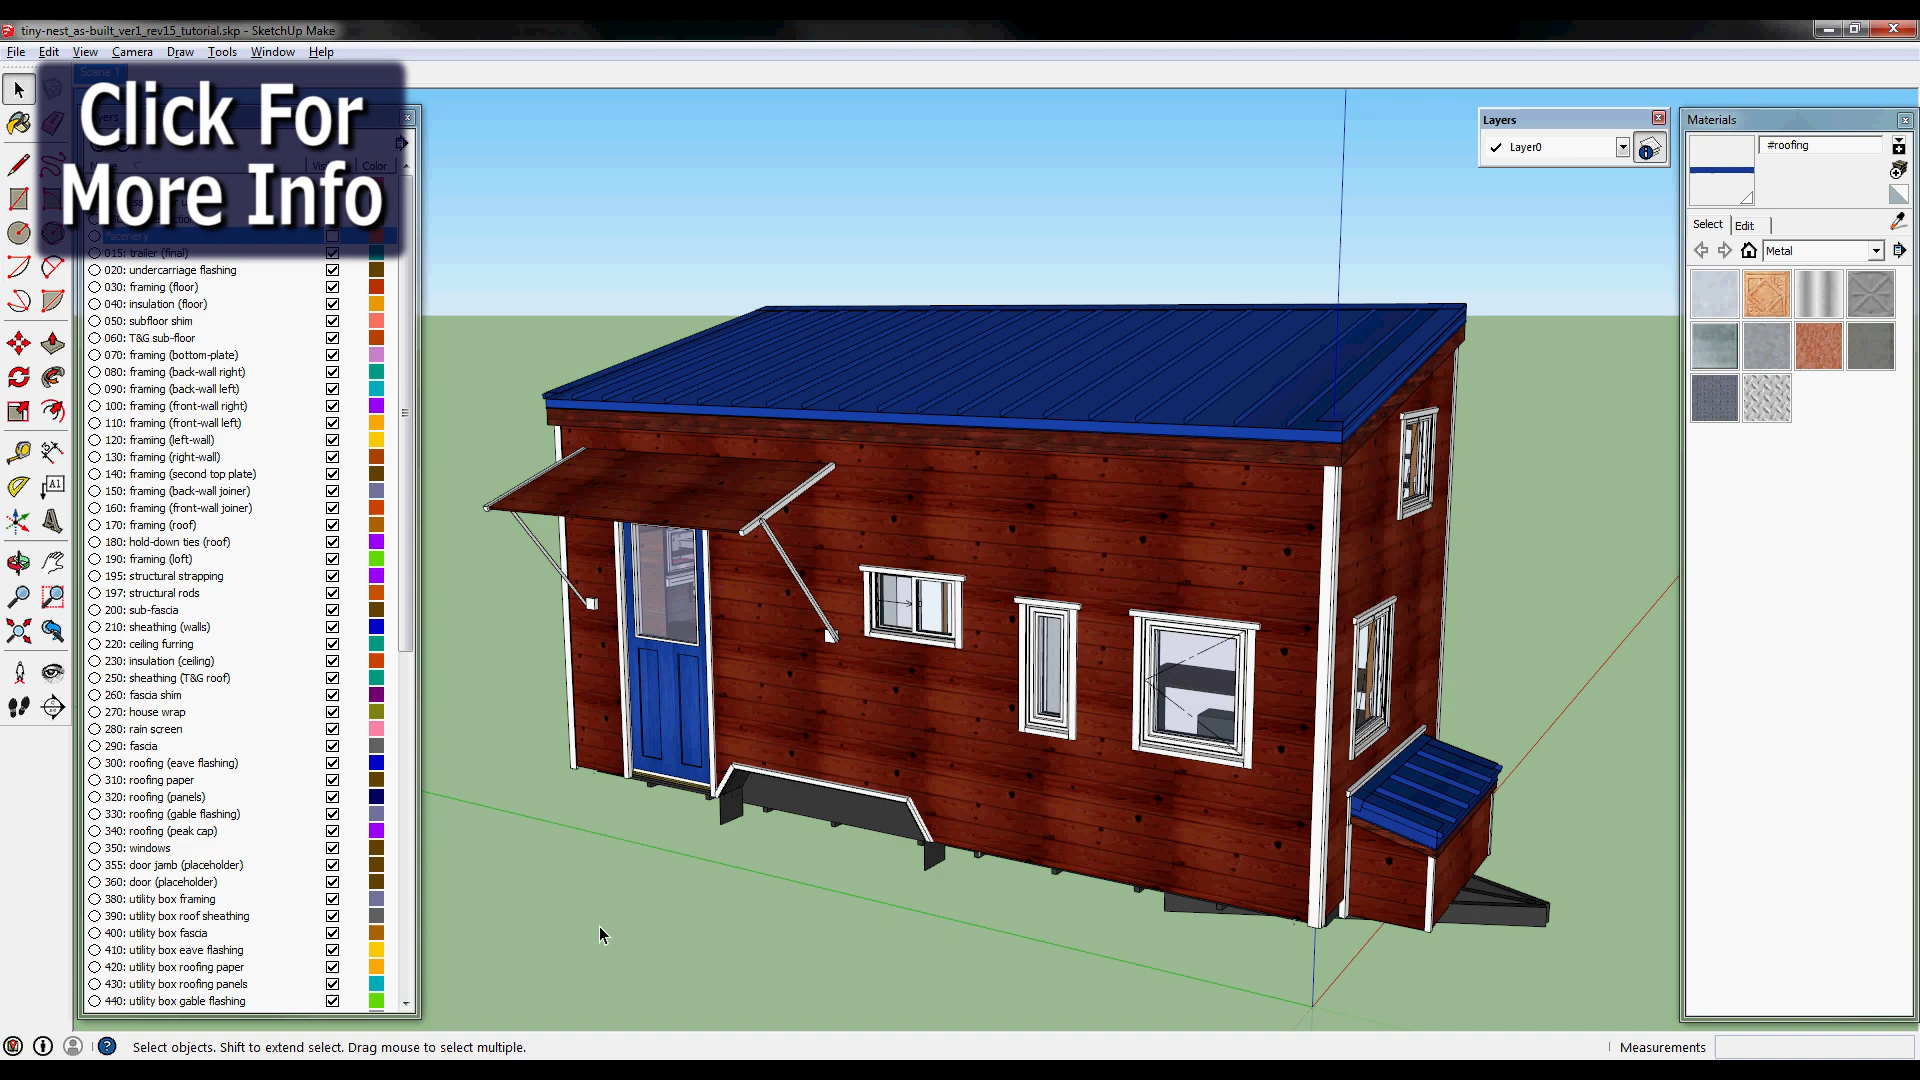 tiny-nest_as-built_ver1_rev15_tutorial.skp - SketchUp Make
File Edit View Camera Draw Tools Window Help
Scene 1
Click For
More Info
Color
*scenery
015: trailer (final)
020: undercarriage flashing
030: framing (floor)
040: insulation (floor)
050: subfloor shim
060: T&G sub-floor
070: framing (bottom-plate)
080: framing (back-wall right)
090: framing (back-wall left)
100: framing (front-wall right)
110: framing (front-wall left)
120: framing (left-wall)
130: framing (right-wall)
140: framing (second top plate)
150: framing (back-wall joiner)
160: framing (front-wall joiner)
170: framing (roof)
180: hold-down ties (roof)
190: framing (loft)
195: structural strapping
197: structural rods
200: sub-fascia
210: sheathing (walls)
220: ceiling furring
230: insulation (ceiling)
250: sheathing (T&G roof)
260: fascia shim
270: house wrap
280: rain screen
290: fascia
300: roofing (eave flashing)
310: roofing paper
320: roofing (panels)
330: roofing (gable flashing)
340: roofing (peak cap)
350: windows
355: door jamb (placeholder)
360: door (placeholder)
380: utility box framing
390: utility box roof sheathing
400: utility box fascia
410: utility box eave flashing
420: utility box roofing paper
430: utility box roofing panels
440: utility box gable flashing
Layers
Layer0
Materials
#roofing
Select Edit
Metal
Select objects. Shift to extend select. Drag mouse to select multiple.
Measurements